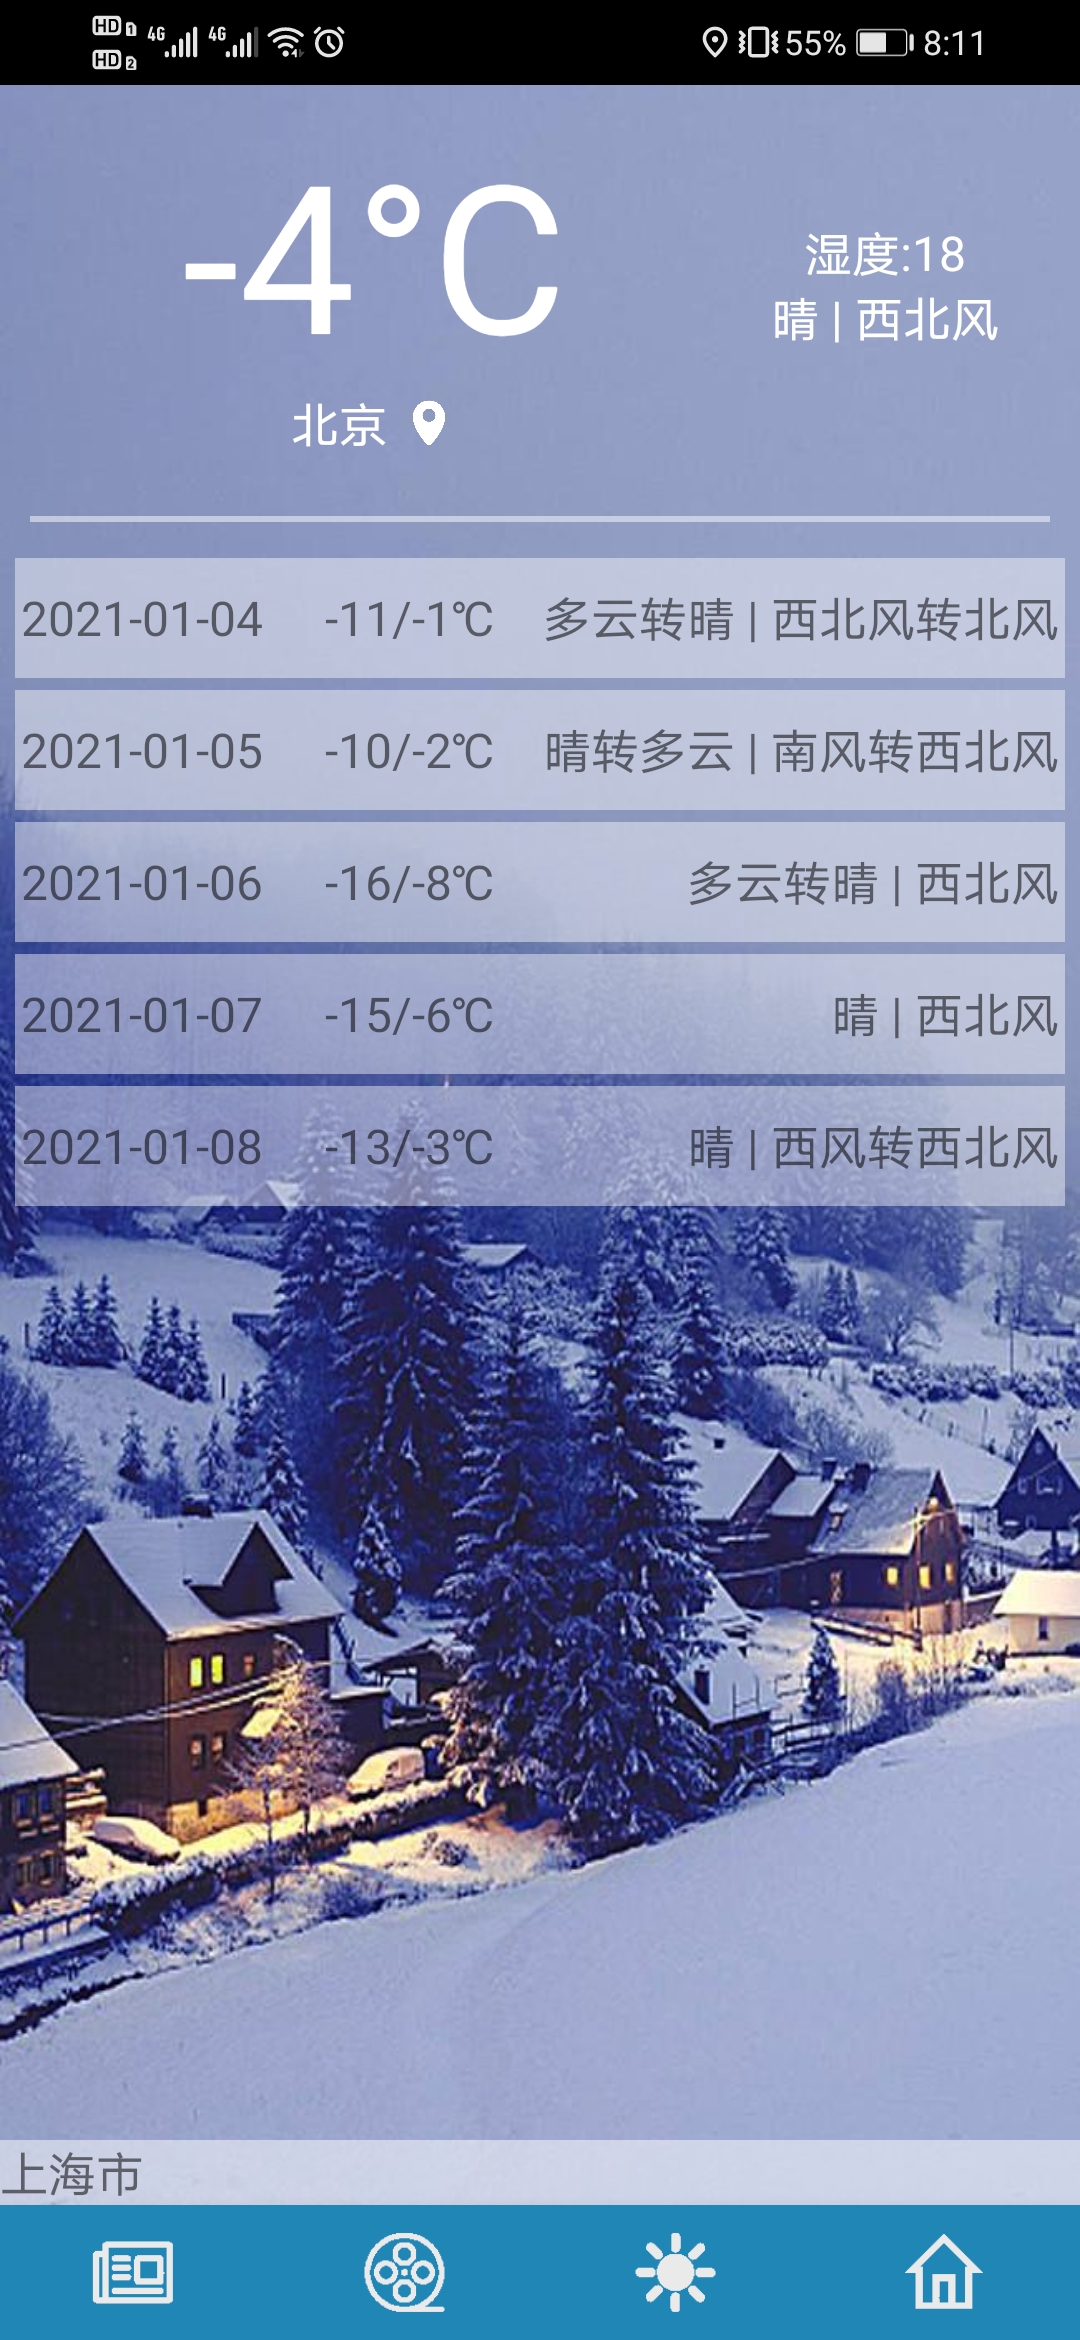 HD 1 4G 4G 55% 8:11
HD 2
-4°C
湿度:18
晴 | 西北风
北京
2021-01-04 -11/-1℃ 多云转晴 | 西北风转北风
2021-01-05 -10/-2℃ 晴转多云 | 南风转西北风
2021-01-06 -16/-8℃ 多云转晴 | 西北风
2021-01-07 -15/-6℃ 晴 | 西北风
2021-01-08 -13/-3℃ 晴 | 西风转西北风
上海市